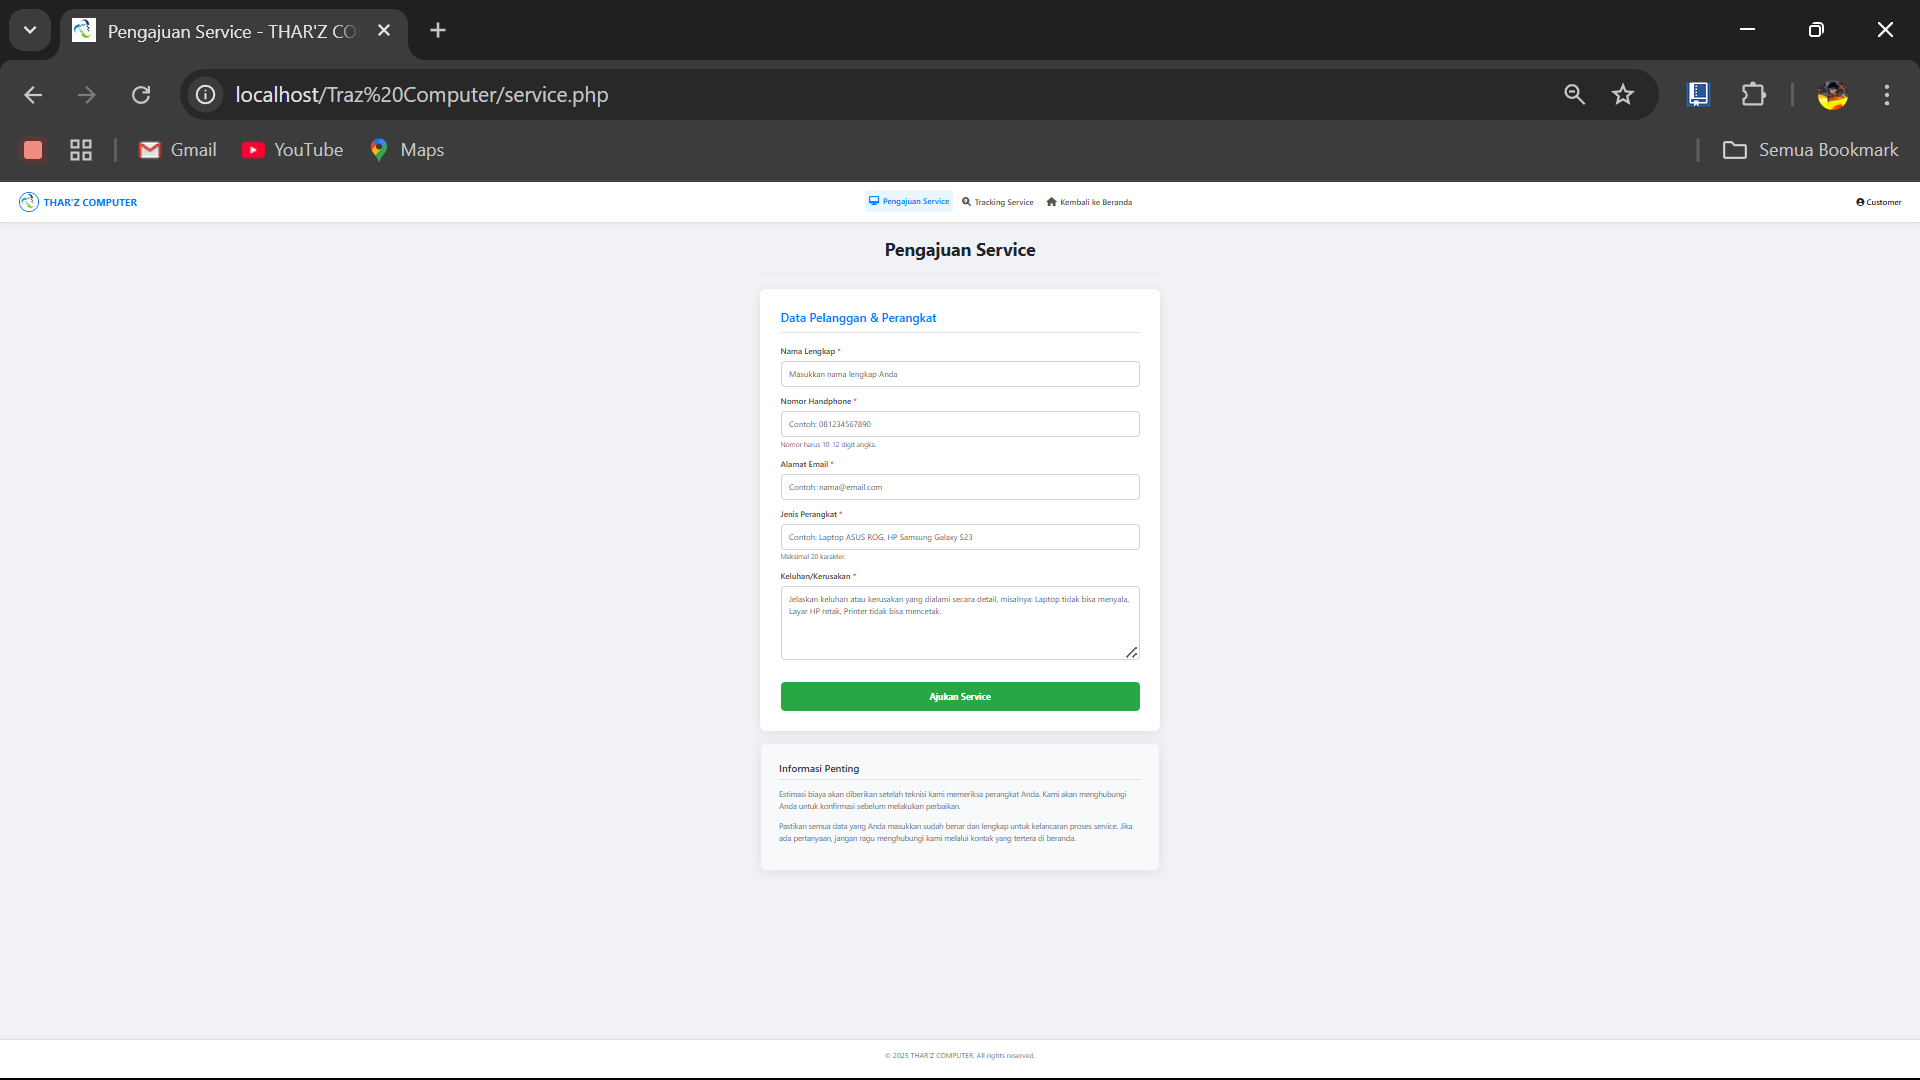 Pengajuan Service - THAR'Z CO
localhost/Traz%20Computer/service.php
Gmail
YouTube
Maps
Semua Bookmark
THAR'Z COMPUTER
Pengajuan Service
Tracking Service
Kembali ke Beranda
Customer
Pengajuan Service
Data Pelanggan & Perangkat
Nama Lengkap *
Masukkan nama lengkap Anda
Nomor Handphone *
Contoh: 081234567890
Nomor harus 10-12 digit angka.
Alamat Email *
Contoh: nama@email.com
Jenis Perangkat *
Contoh: Laptop ASUS ROG, HP Samsung Galaxy S23
Maksimal 20 karakter.
Keluhan/Kerusakan *
Jelaskan keluhan atau kerusakan yang dialami secara detail, misalnya: Laptop tidak bisa menyala,
Layar HP retak, Printer tidak bisa mencetak.
Ajukan Service
Informasi Penting
Estimasi biaya akan diberikan setelah teknisi kami memeriksa perangkat Anda. Kami akan menghubungi
Anda untuk konfirmasi sebelum melakukan perbaikan.
Pastikan semua data yang Anda masukkan sudah benar dan lengkap untuk kelancaran proses service. Jika
ada pertanyaan, jangan ragu menghubungi kami melalui kontak yang tertera di beranda.
© 2025 THAR'Z COMPUTER. All rights reserved.